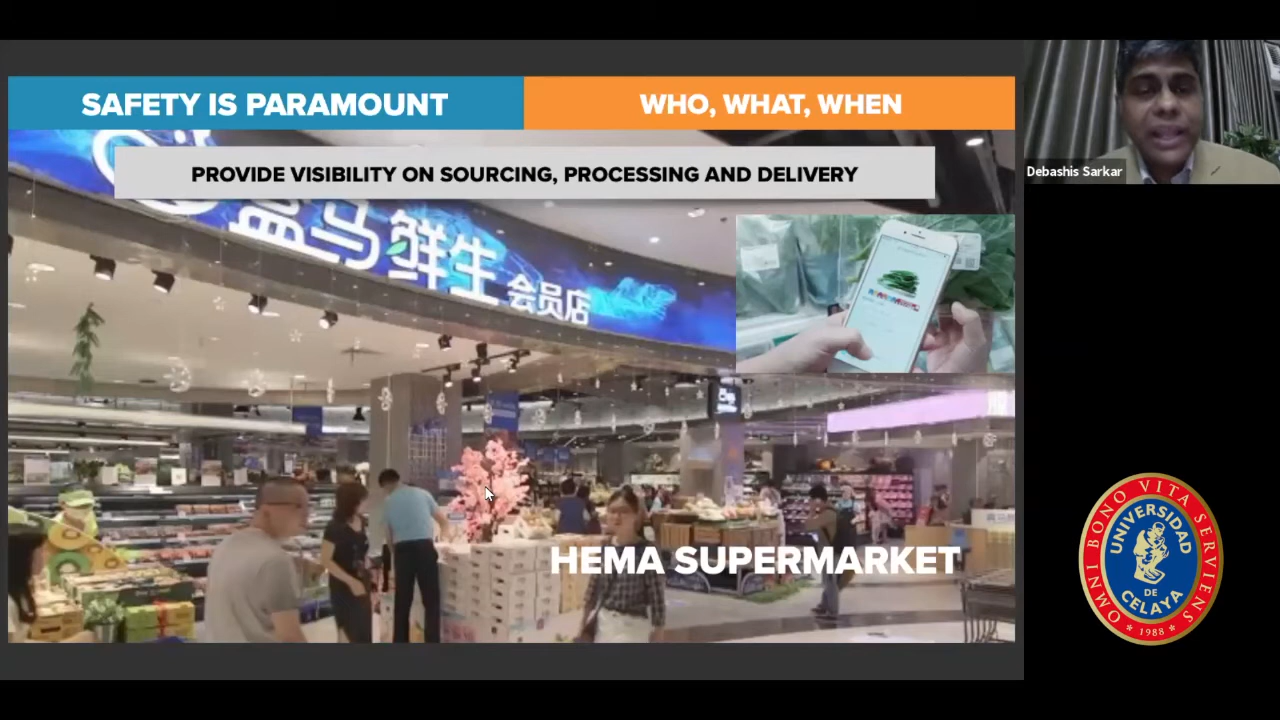 SAFETY IS PARAMOUNT
WHO, WHAT, WHEN
Debashis Sarkar
PROVIDE VISIBILITY ON SOURCING, PROCESSING AND DELIVERY
盒马鲜生 会员店
HEMA SUPERMARKET
OMNI BONO VITA SERVIENS
UNIVERSIDAD
DE
CELAYA
* 1988 *